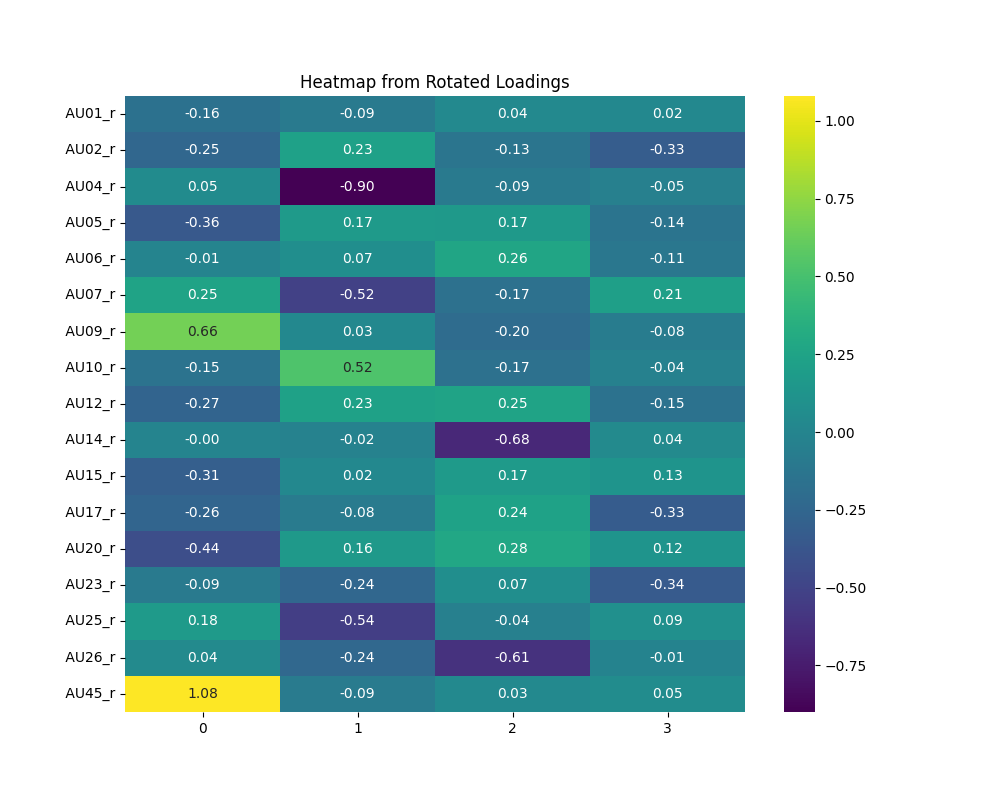 Heatmap from Rotated Loadings
AU01_r -0.16 -0.09 0.04 0.02
AU02_r -0.25 0.23 -0.13 -0.33
AU04_r 0.05 -0.90 -0.09 -0.05
AU05_r -0.36 0.17 0.17 -0.14
AU06_r -0.01 0.07 0.26 -0.11
AU07_r 0.25 -0.52 -0.17 0.21
AU09_r 0.66 0.03 -0.20 -0.08
AU10_r -0.15 0.52 -0.17 -0.04
AU12_r -0.27 0.23 0.25 -0.15
AU14_r -0.00 -0.02 -0.68 0.04
AU15_r -0.31 0.02 0.17 0.13
AU17_r -0.26 -0.08 0.24 -0.33
AU20_r -0.44 0.16 0.28 0.12
AU23_r -0.09 -0.24 0.07 -0.34
AU25_r 0.18 -0.54 -0.04 0.09
AU26_r 0.04 -0.24 -0.61 -0.01
AU45_r 1.08 -0.09 0.03 0.05
0 1 2 3
1.00
0.75
0.50
0.25
0.00
−0.25
−0.50
−0.75